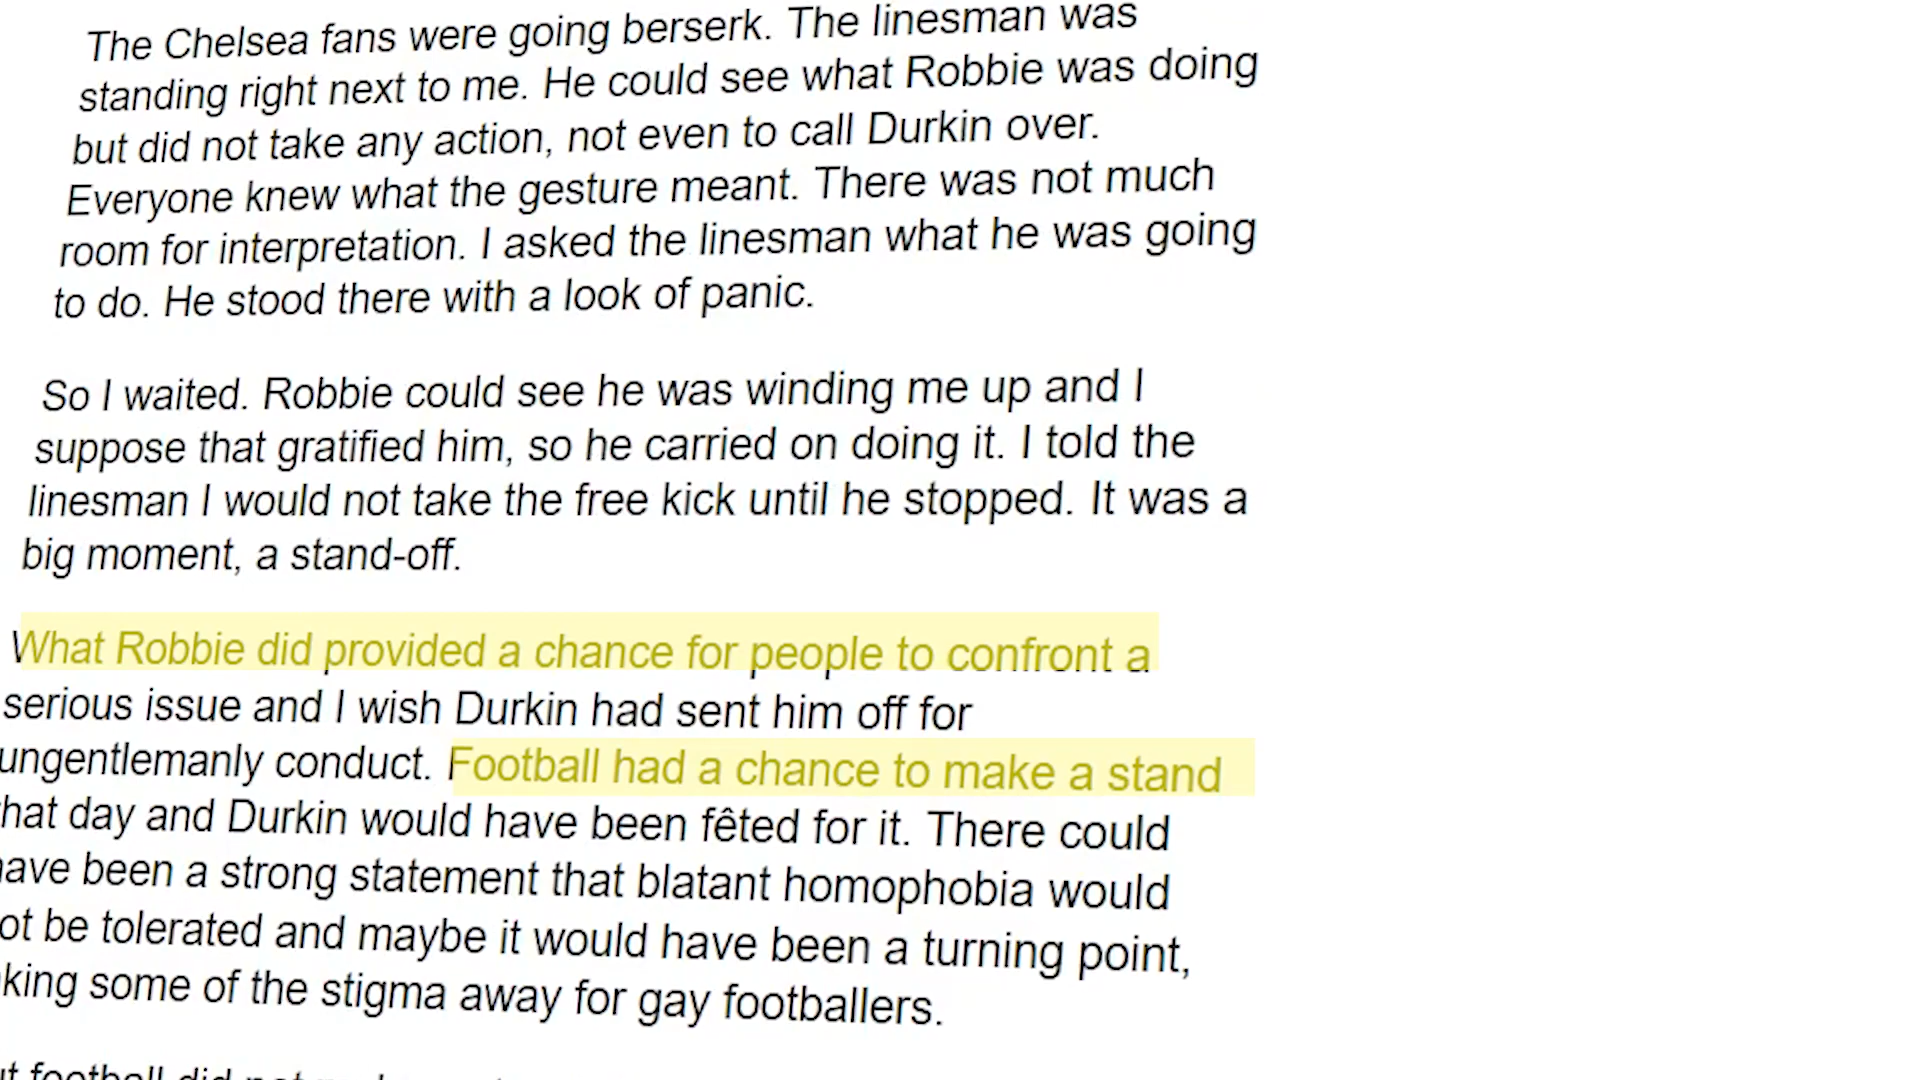 The Chelsea fans were going berserk. The linesman was
standing right next to me. He could see what Robbie was doing
but did not take any action, not even to call Durkin over.
Everyone knew what the gesture meant. There was not much
room for interpretation. I asked the linesman what he was going
to do. He stood there with a look of panic.
So I waited. Robbie could see he was winding me up and I
suppose that gratified him, so he carried on doing it. I told the
linesman I would not take the free kick until he stopped. It was a
big moment, a stand-off.
What Robbie did provided a chance for people to confront a
serious issue and I wish Durkin had sent him off for
ungentlemanly conduct. Football had a chance to make a stand
hat day and Durkin would have been fêted for it. There could
ave been a strong statement that blatant homophobia would
ot be tolerated and maybe it would have been a turning point,
king some of the stigma away for gay footballers.
football did not